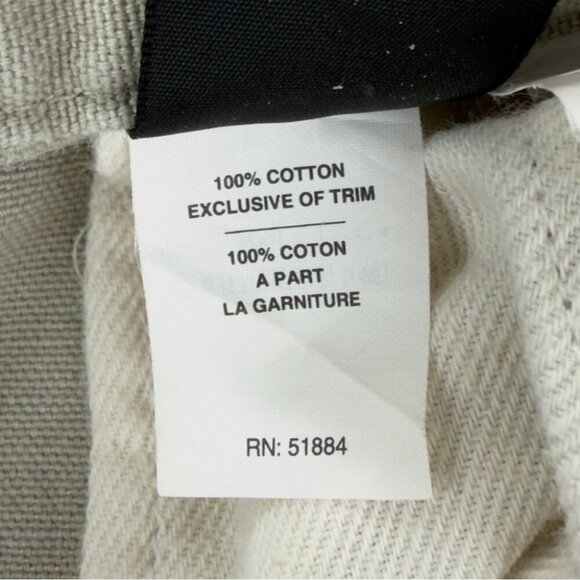 100% COTTON
EXCLUSIVE OF TRIM
100% COTON
A PART
LA GARNITURE
RN: 51884